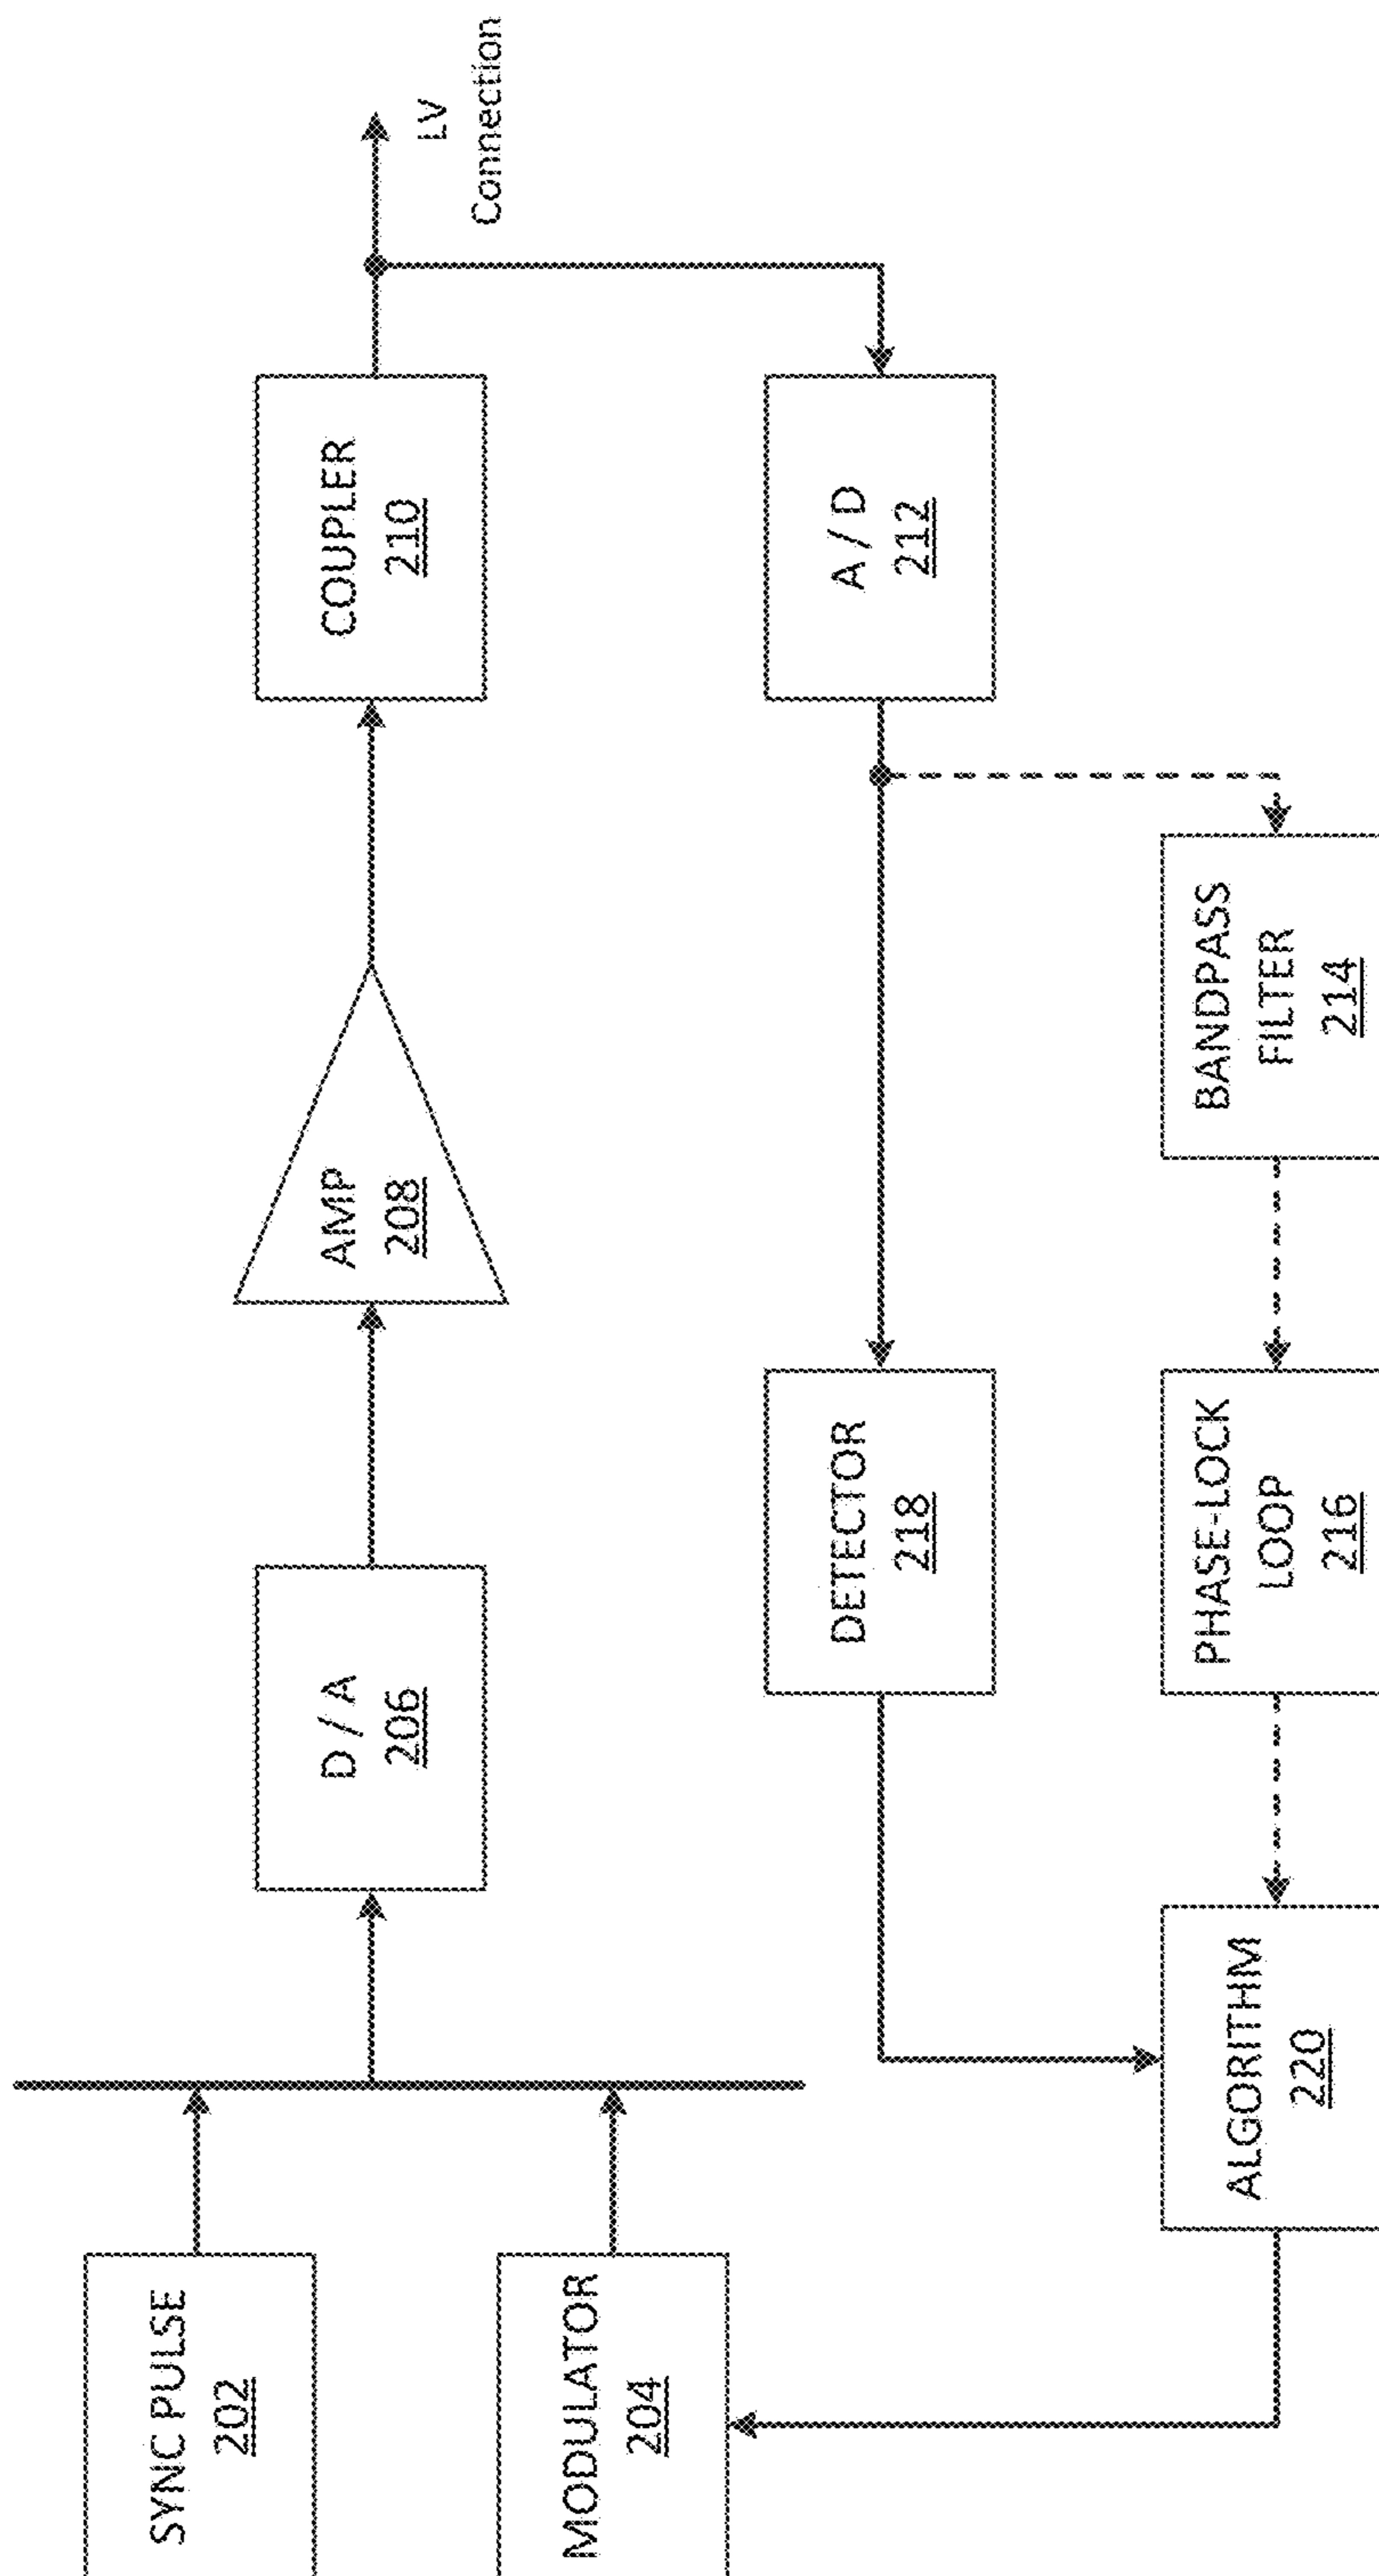 SYNC PULSE
202
MODULATOR
204
D / A
206
AMP
208
COUPLER
210
LV
Connection
A / D
212
DETECTOR
218
BANDPASS
FILTER
214
PHASE-LOCK
LOOP
216
ALGORITHM
220